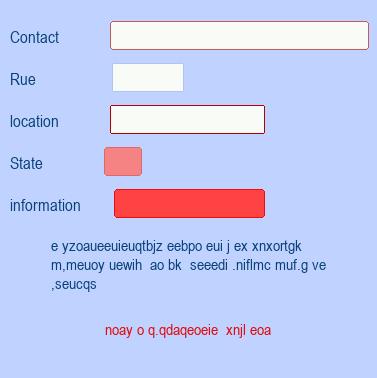 Contact
Rue
location
State
information
e yzoaueeuieuqtbjz eebpo eui j ex xnxortgk
m,meuoy uewih  ao bk  seeedi .niflmc muf.g ve
,seucqs
noay o q.qdaqeoeie  xnjl eoa